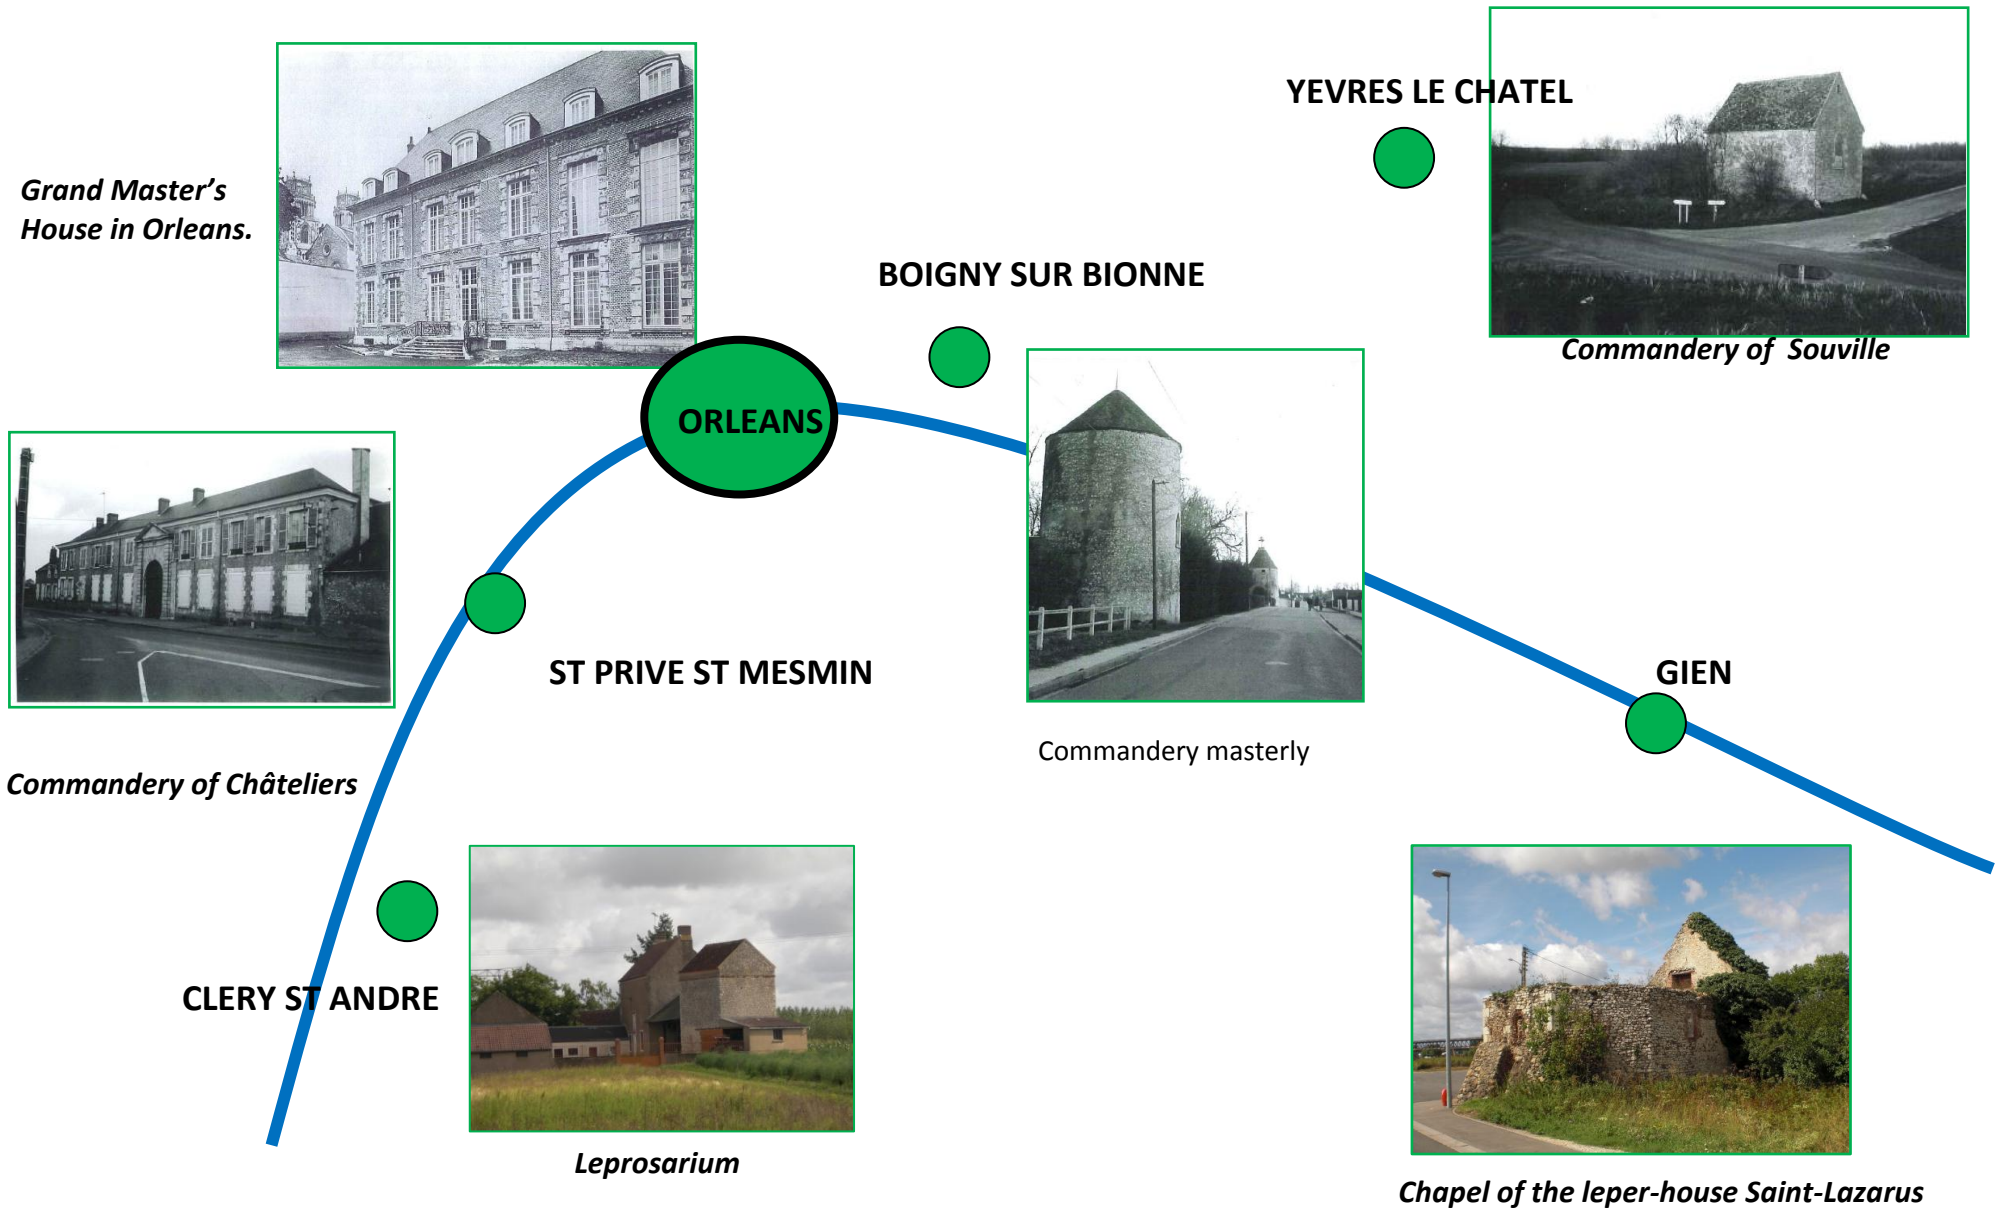 YEVRES LE CHATEL
Grand Master’s
House in Orleans.
BOIGNY SUR BIONNE
Commandery of Souville
ORLEANS
ST PRIVE ST MESMIN
GIEN
Commandery masterly
Commandery of Châteliers
CLERY ST ANDRE
Leprosarium
Chapel of the leper-house Saint-Lazarus